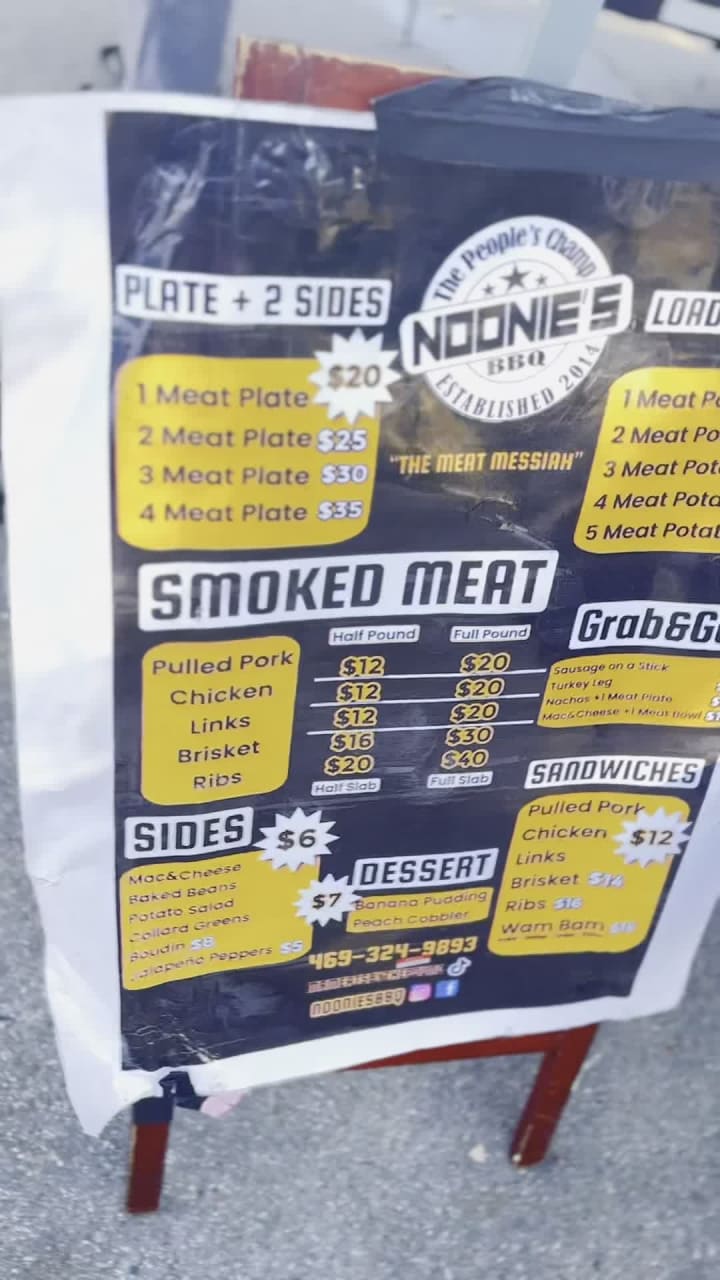 The People's Champ
NOONIE'S
BBQ
ESTABLISHED 2014
"THE MEAT MESSIAH"
PLATE + 2 SIDES
1 Meat Plate $20
2 Meat Plate $25
3 Meat Plate $30
4 Meat Plate $35
LOAD
1 Meat Po
2 Meat Po
3 Meat Pot
4 Meat Pota
5 Meat Potat
SMOKED MEAT
Half Pound Full Pound
Pulled Pork $12 $20
Chicken $12 $20
Links $12 $20
Brisket $16 $30
Ribs $20 $40
Half Slab Full Slab
Grab&G
Sausage on a Stick
Turkey Leg
Nachos +1 Meat Plate
Mac&Cheese +1 Meat Bowl
SIDES $6
Mac&Cheese
Baked Beans
Potato Salad
Collard Greens
Boudin $8
Jalapeño Peppers $5
DESSERT
$7
Banana Pudding
Peach Cobbler
SANDWICHES
Pulled Pork
Chicken $12
Links
Brisket $14
Ribs $16
Wam Bam
469-324-9893
NOONIESBBQ